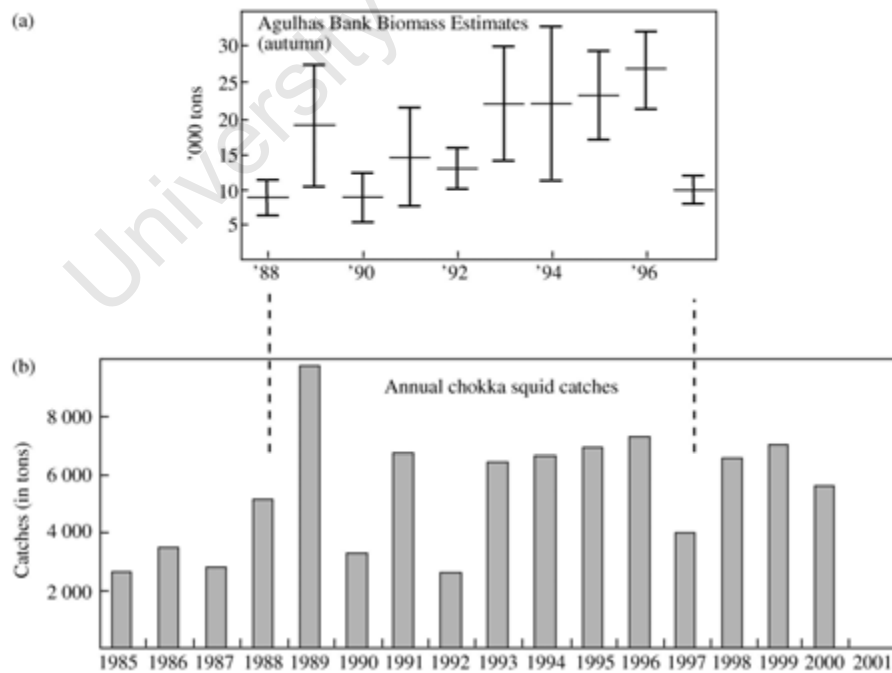 (a)
Agulhas Bank Biomass Estimates
(autumn)
'000 tons
30
25
20
15
10
5
'88 '90 '92 '94 '96
University
(b)
Annual chokka squid catches
Catches (in tons)
8 000
6 000
4 000
2 000
1985 1986 1987 1988 1989 1990 1991 1992 1993 1994 1995 1996 1997 1998 1999 2000 2001